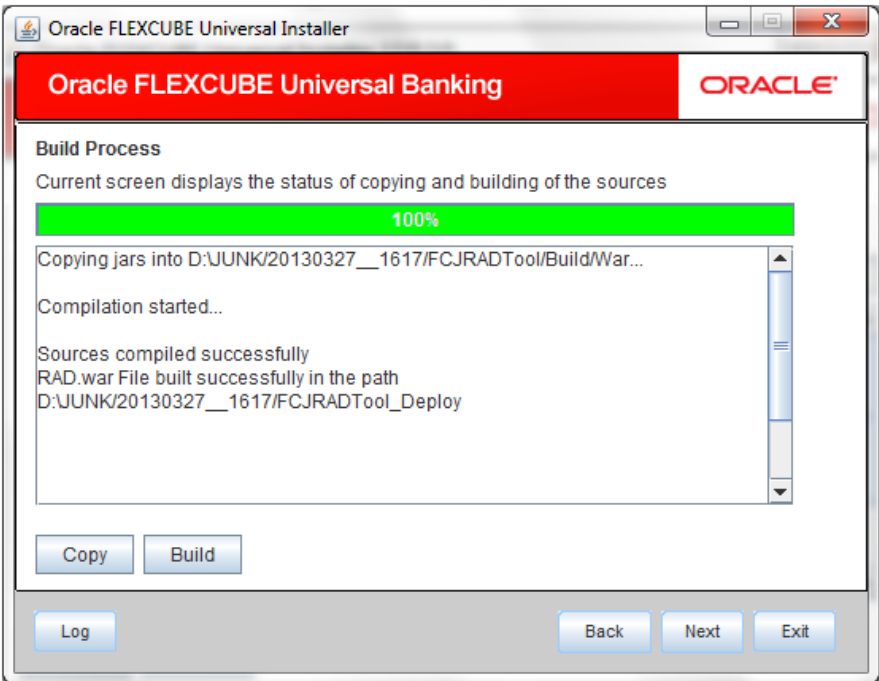 Oracle FLEXCUBE Universal Installer
Oracle FLEXCUBE Universal Banking
ORACLE
Build Process
Current screen displays the status of copying and building of the sources
100%
Copying jars into D:\JUNK/20130327__1617/FCJRADTool/Build/War...
Compilation started...
Sources compiled successfully
RAD.war File built successfully in the path
D:\JUNK/20130327__1617/FCJRADTool_Deploy
Copy Build
Log Back Next Exit